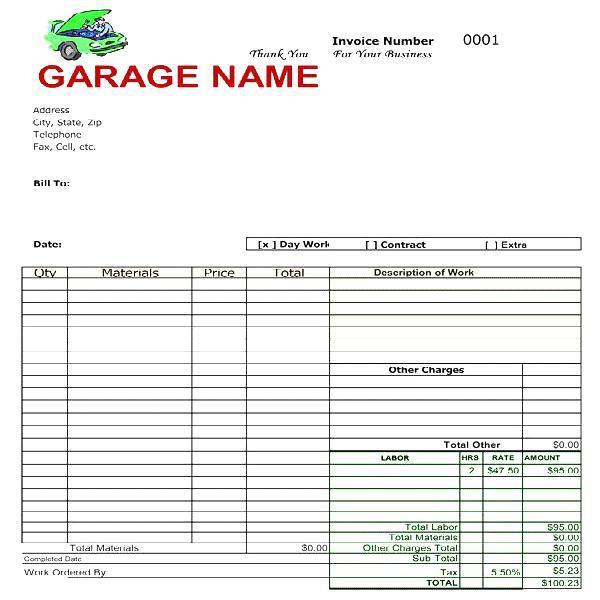 Thank You For Your Business
Invoice Number 0001
GARAGE NAME
Address
City, State, Zip
Telephone
Fax, Cell, etc.
Bill To:
Date:
[x] Day Work [ ] Contract [ ] Extra
Qty Materials Price Total Description of Work
Other Charges
Total Other $0.00
LABOR HRS RATE AMOUNT
2 $47.50 $95.00
Total Labor $95.00
Total Materials $0.00
Total Materials $0.00 Other Charges Total $0.00
Completed Date Sub Total $95.00
Work Ordered By Tax 5.50% $5.23
TOTAL $100.23